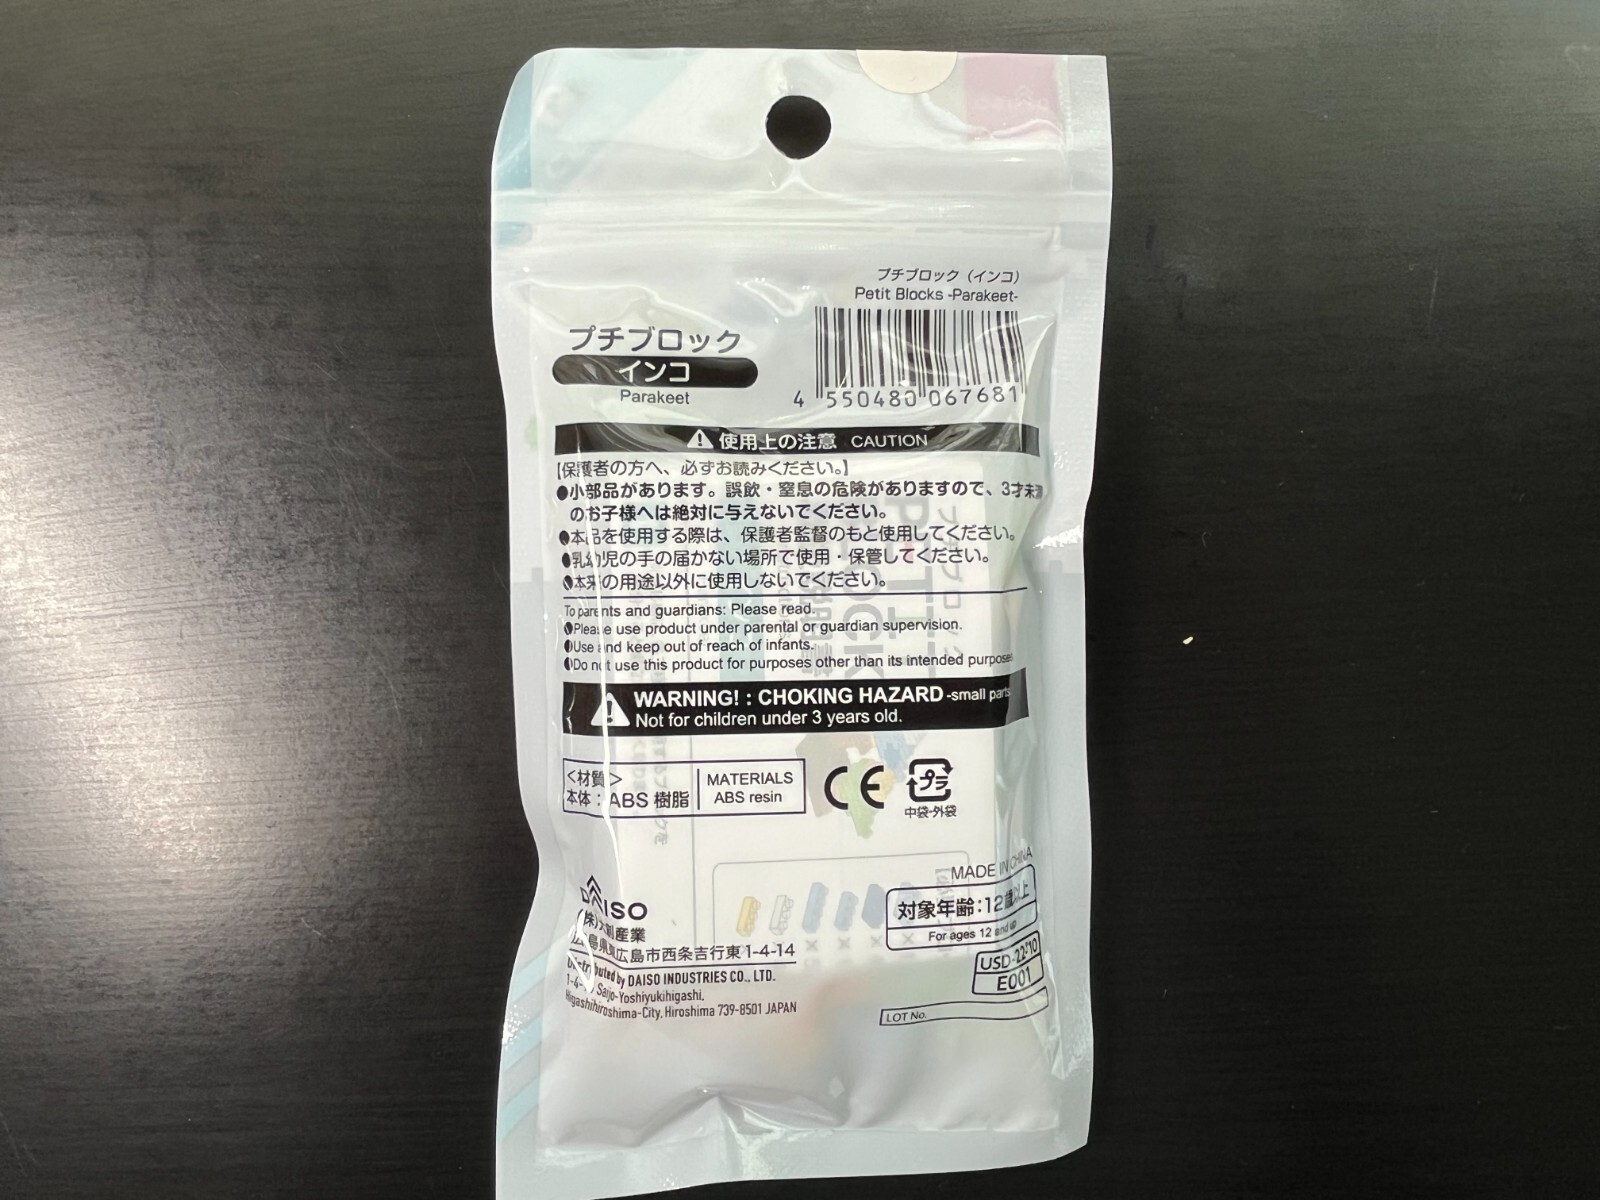 プチブロック（インコ）
Petit Blocks -Parakeet-
4 550480 067681
プチブロック
インコ
Parakeet
使用上の注意 CAUTION
【保護者の方へ、必ずお読みください。】
●小部品があります。誤飲・窒息の危険がありますので、3才未満
のお子様へは絶対に与えないでください。
●本品を使用する際は、保護者監督のもと使用してください。
●乳幼児の手の届かない場所で使用・保管してください。
●本来の用途以外に使用しないでください。
To parents and guardians: Please read.
●Please use product under parental or guardian supervision.
●Use and keep out of reach of infants.
●Do not use this product for purposes other than its intended purposes
WARNING! : CHOKING HAZARD -small parts
Not for children under 3 years old.
＜材質＞
本体：ABS 樹脂
MATERIALS
ABS resin
CE
プラ
中袋・外袋
MADE IN CHINA
対象年齢：12歳以上
For ages 12 and up
USD-22-10
E001
LOT No.
DAISO
(株)大創産業
広島県東広島市西条吉行東1-4-14
Distributed by DAISO INDUSTRIES CO., LTD.
1-4-14 Saijo-Yoshiyukihigashi,
Higashihiroshima-City, Hiroshima 739-8501 JAPAN